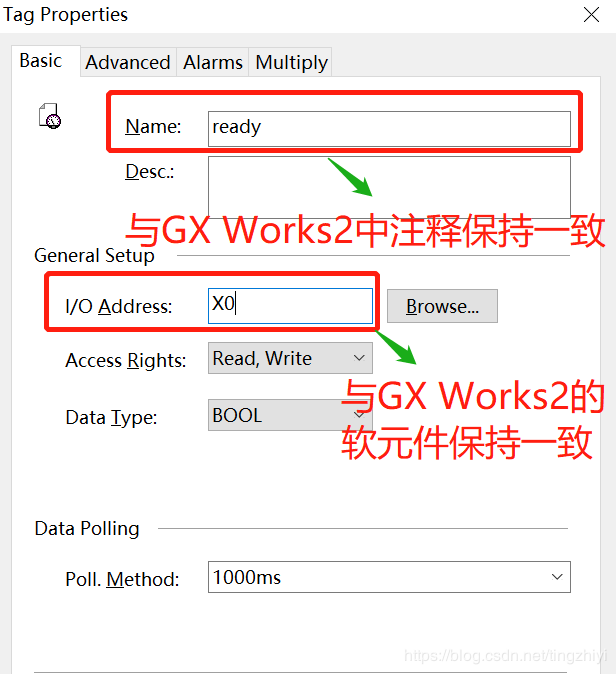 Tag Properties
Basic Advanced Alarms Multiply
Name: ready
Desc.:
与GX Works2中注释保持一致
General Setup
I/O Address: X0 Browse...
Access Rights: Read, Write
与GX Works2的
Data Type: BOOL
软元件保持一致
Data Polling
Poll. Method: 1000ms
https://blog.csdn.net/tingzhiyi